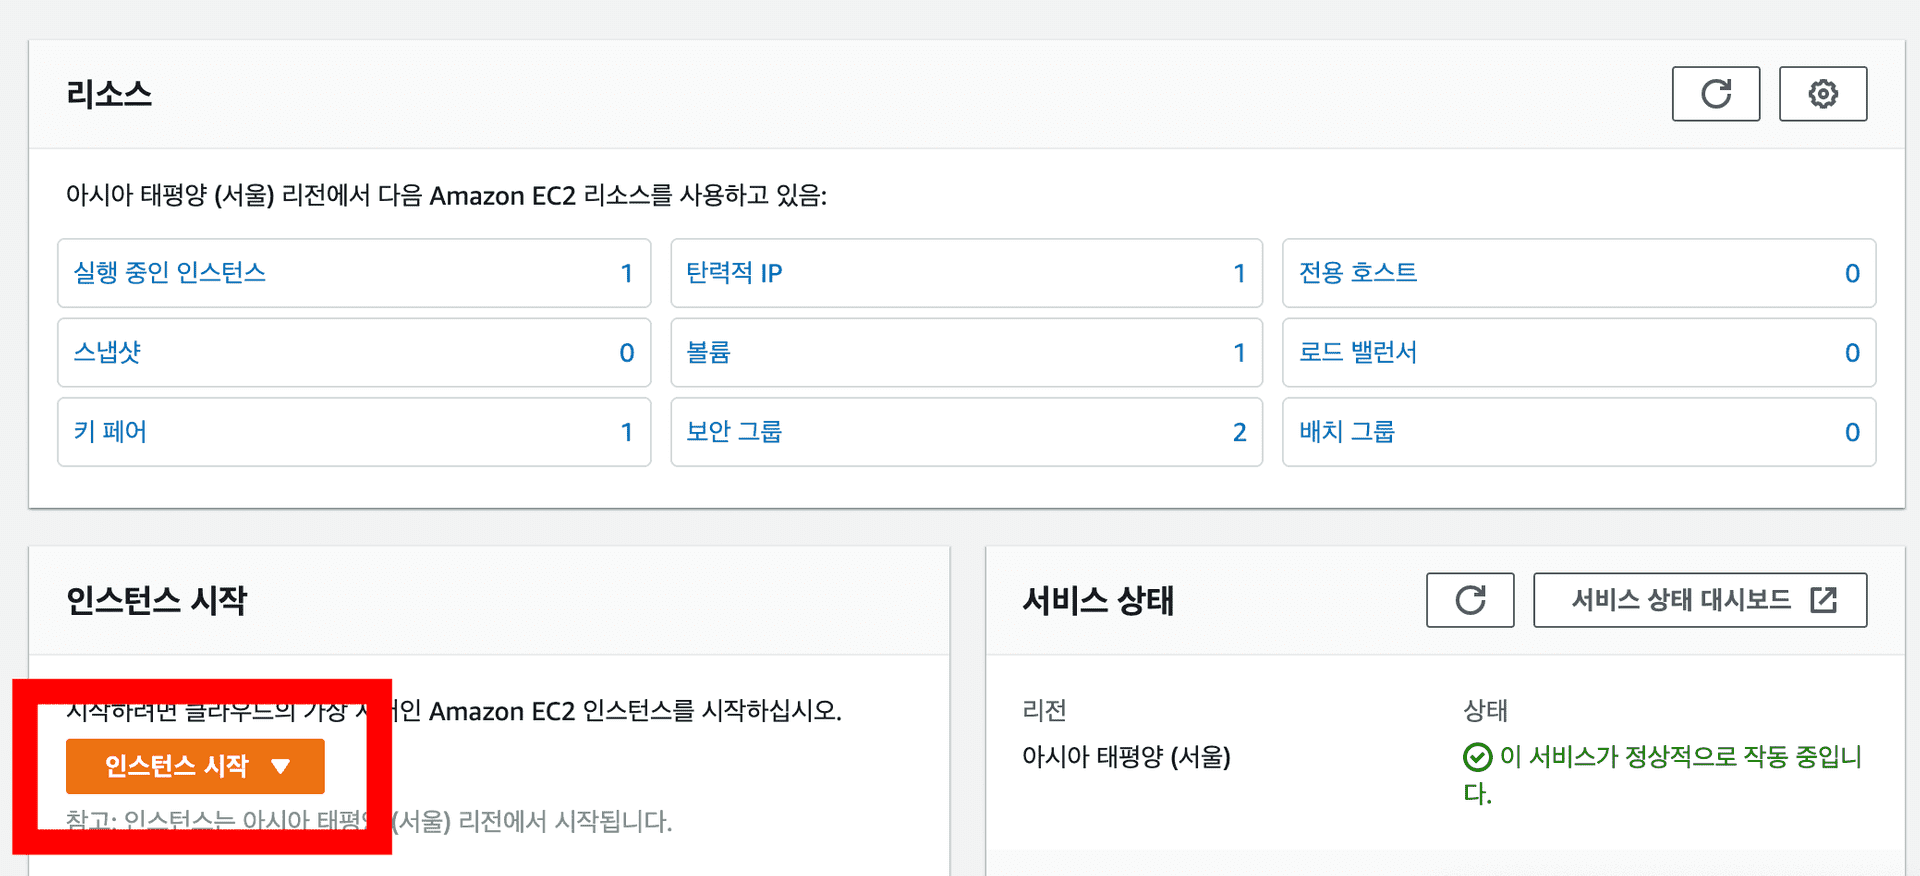 리소스
아시아 태평양 (서울) 리전에서 다음 Amazon EC2 리소스를 사용하고 있음:
실행 중인 인스턴스 1
탄력적 IP 1
전용 호스트 0
스냅샷 0
볼륨 1
로드 밸런서 0
키 페어 1
보안 그룹 2
배치 그룹 0
인스턴스 시작
시작하려면 클라우드의 가상 서버인 Amazon EC2 인스턴스를 시작하십시오.
인스턴스 시작
참고: 인스턴스는 아시아 태평양 (서울) 리전에서 시작됩니다.
서비스 상태
서비스 상태 대시보드
리전
아시아 태평양 (서울)
상태
이 서비스가 정상적으로 작동 중입니
다.